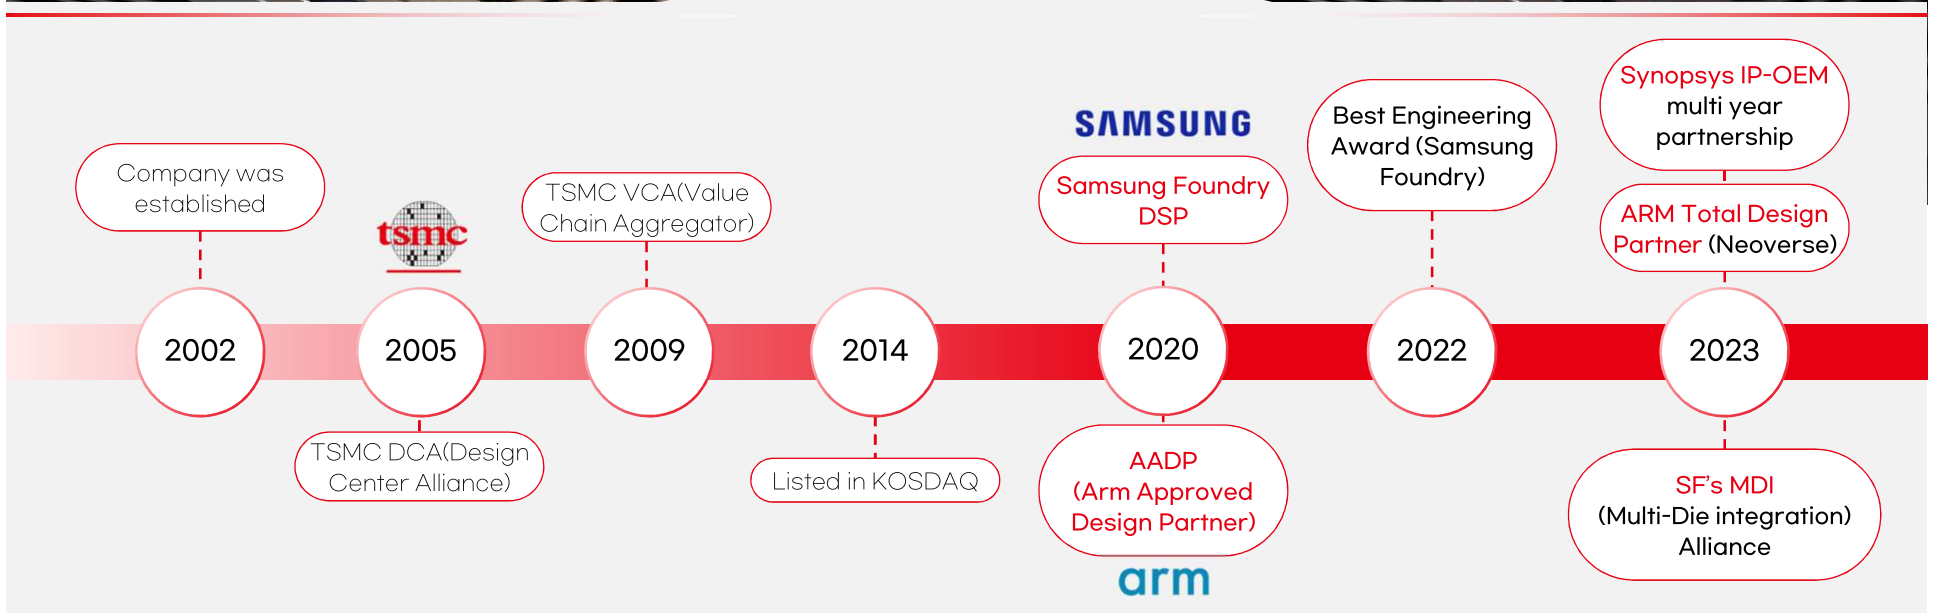 Company was
established
2002
tsmc
2005
TSMC DCA(Design
Center Alliance)
TSMC VCA(Value
Chain Aggregator)
2009
2014
Listed in KOSDAQ
SAMSUNG
Samsung Foundry
DSP
2020
AADP
(Arm Approved
Design Partner)
arm
Best Engineering
Award (Samsung
Foundry)
2022
Synopsys IP-OEM
multi year
partnership
ARM Total Design
Partner (Neoverse)
2023
SF's MDI
(Multi-Die integration)
Alliance